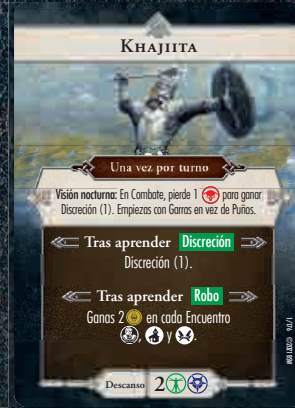 Khajiita
Una vez por turno
Visión nocturna: En Combate, pierde 1 para ganar
Discreción (1). Empiezas con Garras en vez de Puños.
Tras aprender Discreción
Discreción (1).
Tras aprender Robo
Ganas 2 en cada Encuentro
, y .
Descanso 2